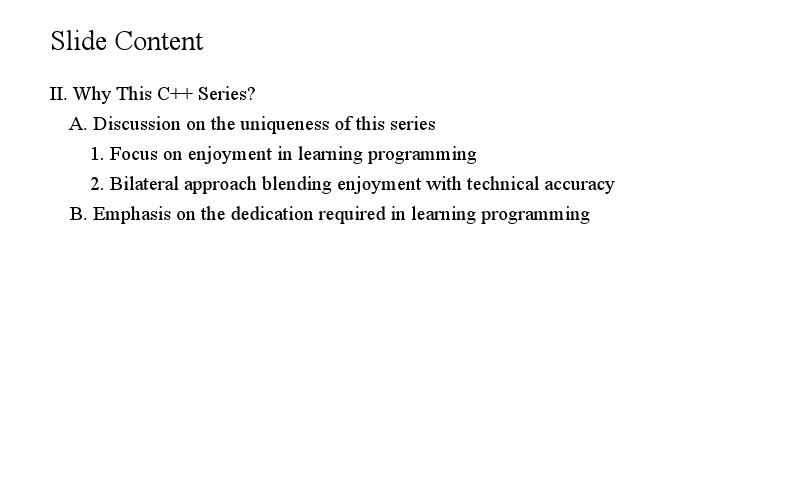 Slide Content
II. Why This C++ Series?
A. Discussion on the uniqueness of this series
1. Focus on enjoyment in learning programming
2. Bilateral approach blending enjoyment with technical accuracy
B. Emphasis on the dedication required in learning programming